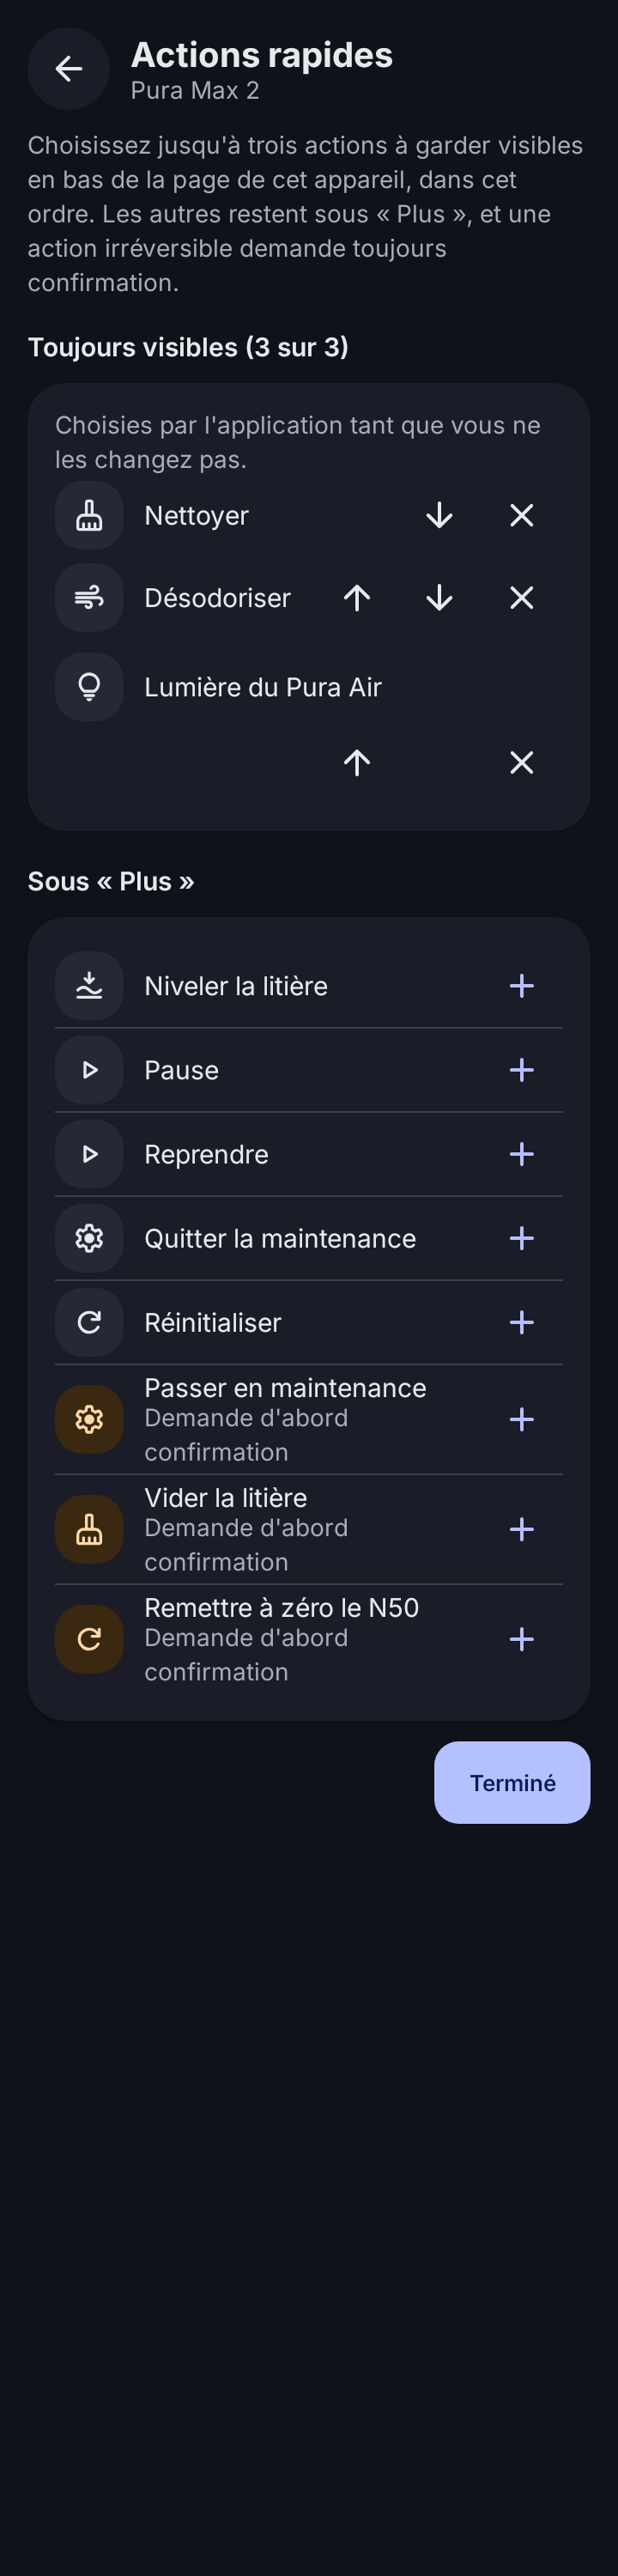 Actions rapides
Pura Max 2
Choisissez jusqu'à trois actions à garder visibles
en bas de la page de cet appareil, dans cet
ordre. Les autres restent sous « Plus », et une
action irréversible demande toujours
confirmation.
Toujours visibles (3 sur 3)
Choisies par l'application tant que vous ne
les changez pas.
Nettoyer
Désodoriser
Lumière du Pura Air
Sous « Plus »
Niveler la litière
Pause
Reprendre
Quitter la maintenance
Réinitialiser
Passer en maintenance
Demande d'abord
confirmation
Vider la litière
Demande d'abord
confirmation
Remettre à zéro le N50
Demande d'abord
confirmation
Terminé